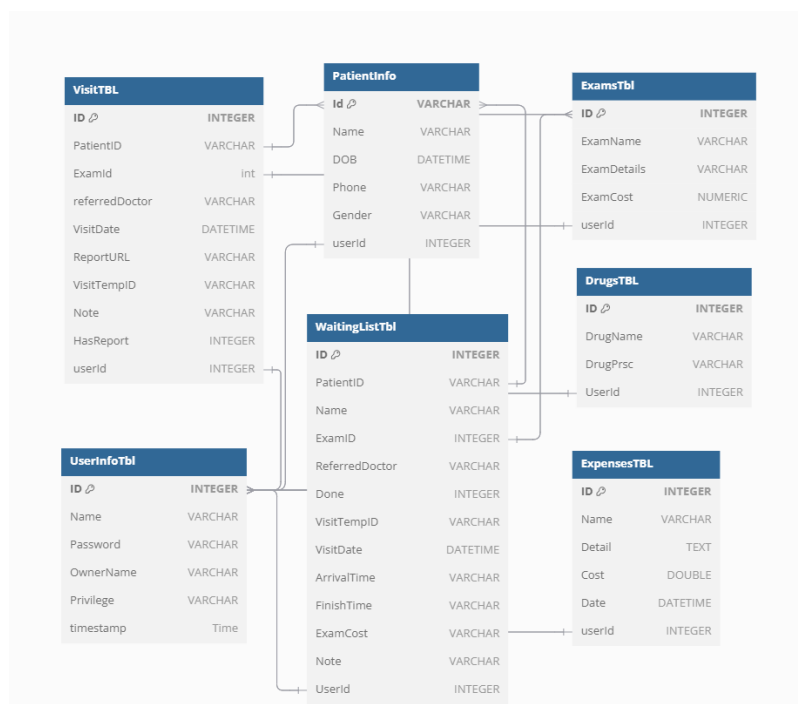 VisitTBL
ID INTEGER
PatientID VARCHAR
ExamId int
referredDoctor VARCHAR
VisitDate DATETIME
ReportURL VARCHAR
VisitTempID VARCHAR
Note VARCHAR
HasReport INTEGER
userId INTEGER
PatientInfo
Id VARCHAR
Name VARCHAR
DOB DATETIME
Phone VARCHAR
Gender VARCHAR
userId INTEGER
ExamsTbl
ID INTEGER
ExamName VARCHAR
ExamDetails VARCHAR
ExamCost NUMERIC
userId INTEGER
DrugsTBL
ID INTEGER
DrugName VARCHAR
DrugPrsc VARCHAR
UserId INTEGER
WaitingListTbl
ID INTEGER
PatientID VARCHAR
Name VARCHAR
ExamID INTEGER
ReferredDoctor VARCHAR
Done INTEGER
VisitTempID VARCHAR
VisitDate DATETIME
ArrivalTime VARCHAR
FinishTime VARCHAR
ExamCost VARCHAR
Note VARCHAR
UserId INTEGER
UserInfoTbl
ID INTEGER
Name VARCHAR
Password VARCHAR
OwnerName VARCHAR
Privilege VARCHAR
timestamp Time
ExpensesTBL
ID INTEGER
Name VARCHAR
Detail TEXT
Cost DOUBLE
Date DATETIME
userId INTEGER